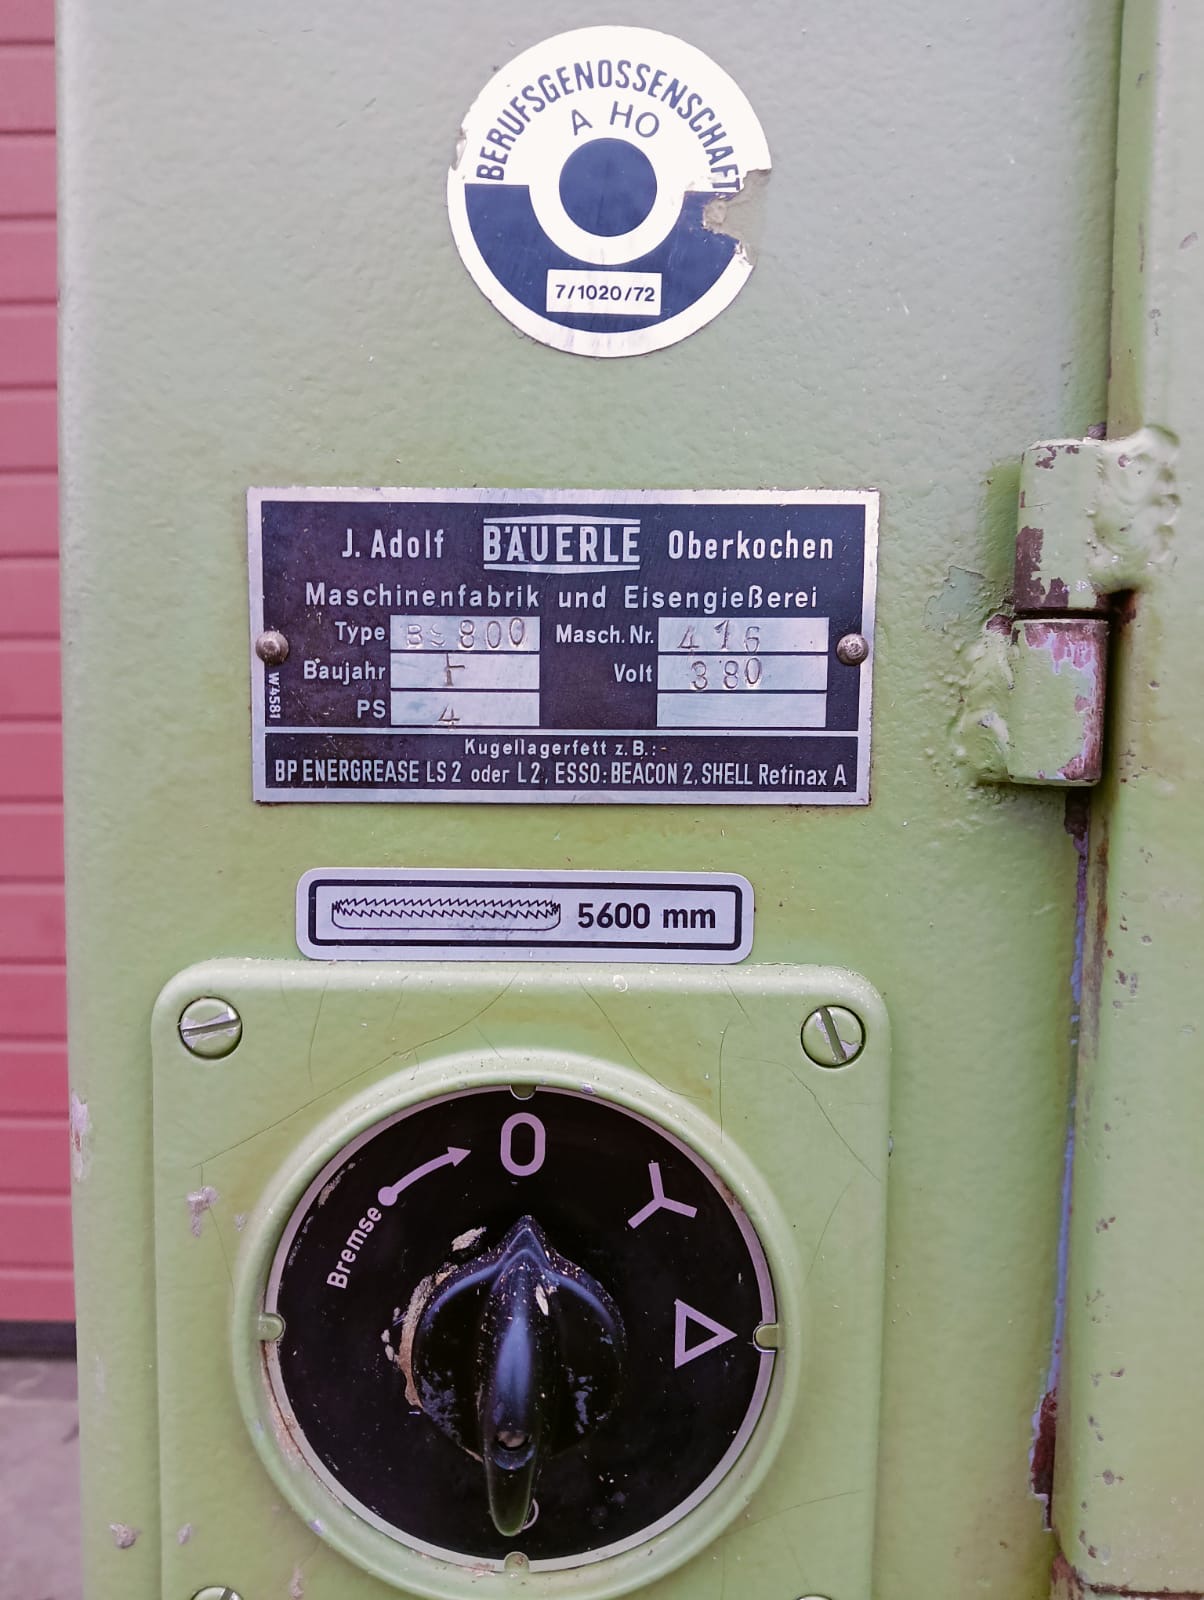 BERUFSGENOSSENSCHAFT
A HO
7/1020/72
J. Adolf BÄUERLE Oberkochen
Maschinenfabrik und Eisengießerei
Type BS 800 Masch. Nr. 416
Baujahr Volt 380
PS 4
W4581
Kugellagerfett z.B.:-
BP ENERGREASE LS 2 oder L 2, ESSO: BEACON 2, SHELL Retinax A
5600 mm
0
Bremse